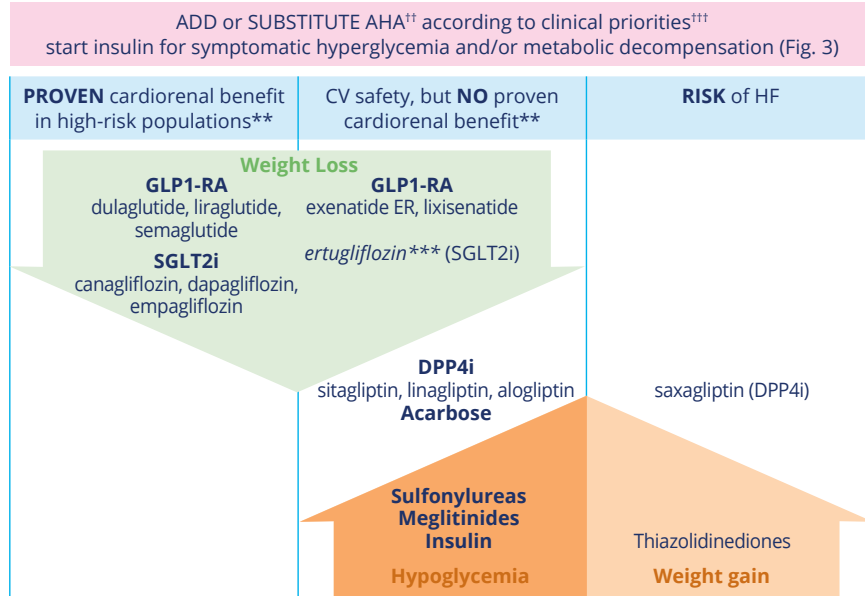 ADD or SUBSTITUTE AHA†† according to clinical priorities†††
start insulin for symptomatic hyperglycemia and/or metabolic decompensation (Fig. 3)
PROVEN cardiorenal benefit
in high-risk populations**
CV safety, but NO proven
cardiorenal benefit**
RISK of HF
Weight Loss
GLP1-RA
dulaglutide, liraglutide,
semaglutide
SGLT2i
canagliflozin, dapagliflozin,
empagliflozin
GLP1-RA
exenatide ER, lixisenatide
ertugliflozin*** (SGLT2i)
DPP4i
sitagliptin, linagliptin, alogliptin
Acarbose
saxagliptin (DPP4i)
Sulfonylureas
Meglitinides
Insulin
Hypoglycemia
Thiazolidinediones
Weight gain